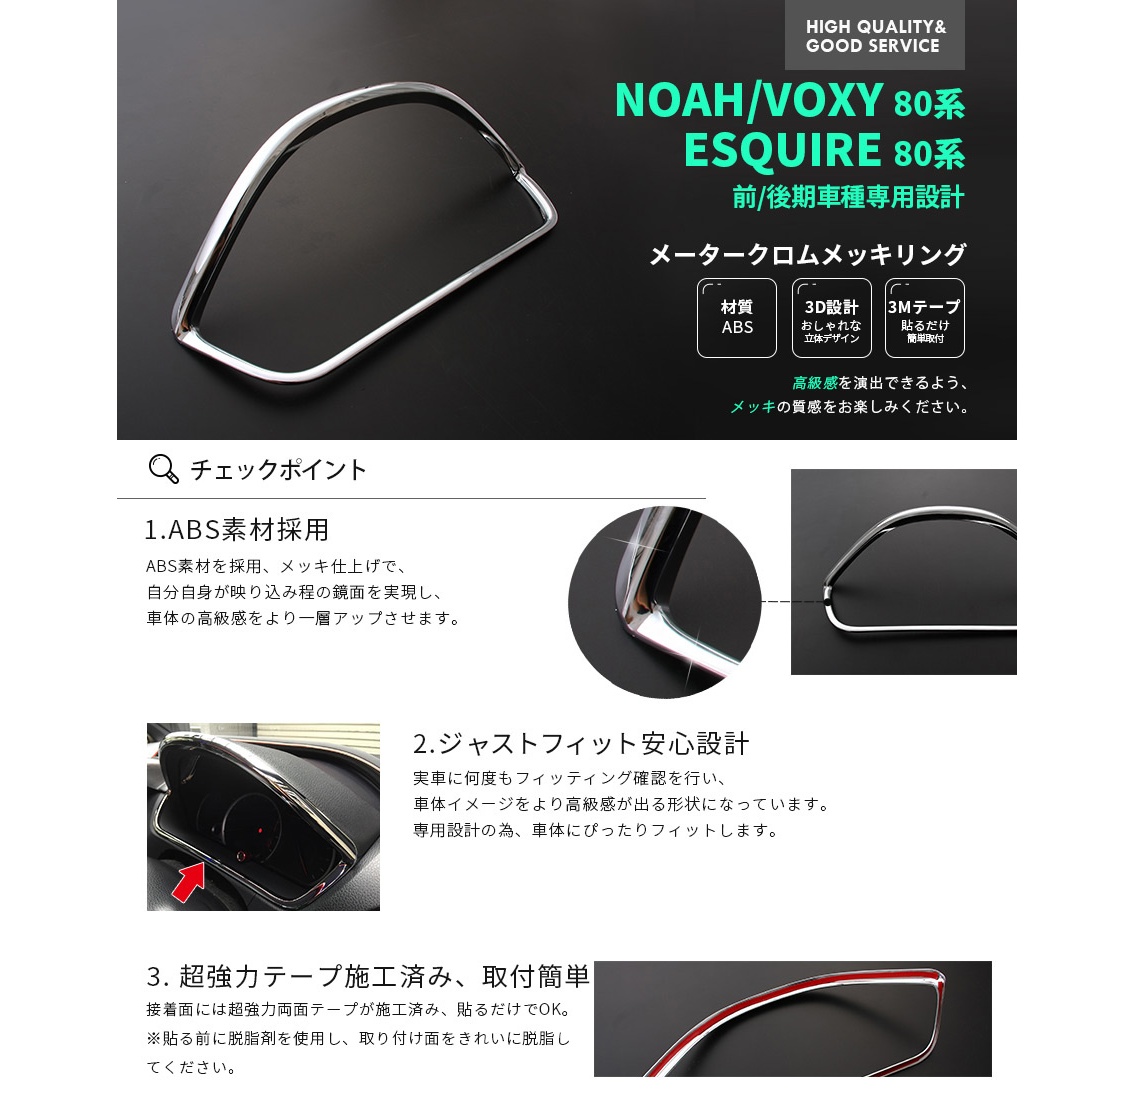 HIGH QUALITY&
GOOD SERVICE
NOAH/VOXY 80系
ESQUIRE 80系
前/後期車種専用設計
メータークロムメッキリング
材質
ABS
3D設計
おしゃれな
立体デザイン
3Mテープ
貼るだけ
簡単取付
高級感を演出できるよう、
メッキの質感をお楽しみください。
チェックポイント
1.ABS素材採用
ABS素材を採用、メッキ仕上げで、
自分自身が映り込み程の鏡面を実現し、
車体の高級感をより一層アップさせます。
2.ジャストフィット安心設計
実車に何度もフィッティング確認を行い、
車体イメージをより高級感が出る形状になっています。
専用設計の為、車体にぴったりフィットします。
3. 超強力テープ施工済み、取付簡単
接着面には超強力両面テープが施工済み、貼るだけでOK。
※貼る前に脱脂剤を使用し、取り付け面をきれいに脱脂し
てください。